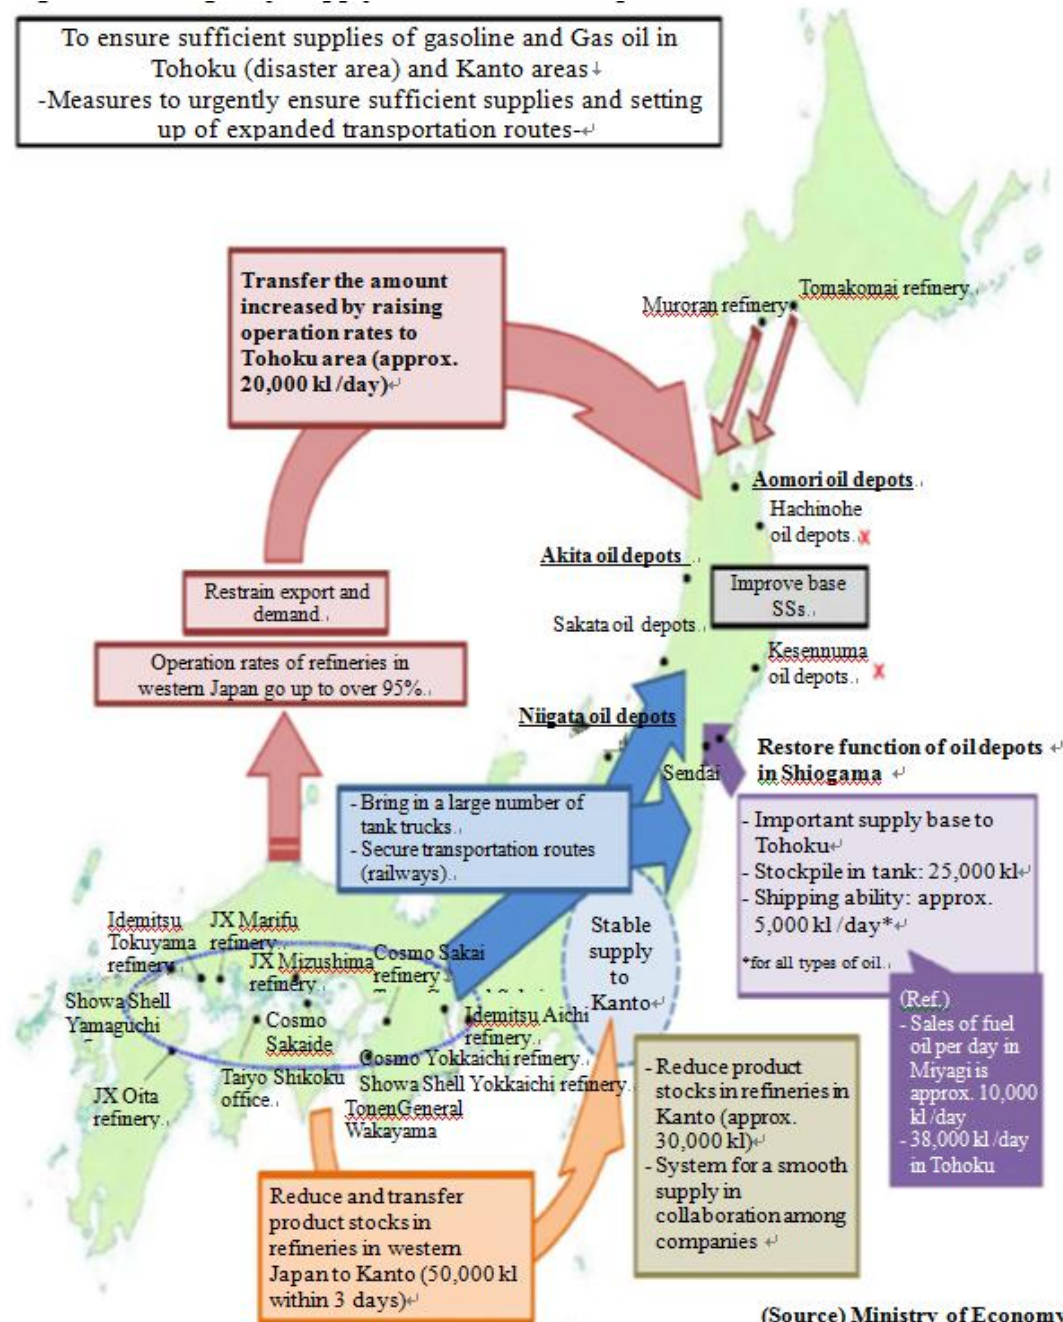 To ensure sufficient supplies of gasoline and Gas oil in
Tohoku (disaster area) and Kanto areas↓
-Measures to urgently ensure sufficient supplies and setting
up of expanded transportation routes-↵
Transfer the amount
increased by raising
operation rates to
Tohoku area (approx.
20,000 kl /day)↵
Muroran refinery
Tomakomai refinery
Aomori oil depots
Hachinohe
oil depots
Akita oil depots
Improve base
SSs
Restrain export and
demand.
Sakata oil depots
Operation rates of refineries in
western Japan go up to over 95%.
Kesennuma
oil depots
Niigata oil depots
Sendai
Restore function of oil depots ↵
in Shiogama ↵
- Bring in a large number of
tank trucks.
- Secure transportation routes
(railways).
- Important supply base to
Tohoku↵
- Stockpile in tank: 25,000 kl↵
- Shipping ability: approx.
5,000 kl /day*↵
*for all types of oil.
(Ref.)
- Sales of fuel
oil per day in
Miyagi is
approx. 10,000
kl /day
- 38,000 kl /day
in Tohoku
Stable
supply
to
Kanto↵
Idemitsu
Tokuyama
refinery
JX Marifu
refinery
JX Mizushima
refinery
Cosmo Sakai
refinery
Showa Shell
Yamaguchi
Cosmo
Sakaide
Idemitsu Aichi
refinery
JX Oita
refinery
Taiyo Shikoku
office
Cosmo Yokkaichi refinery
Showa Shell Yokkaichi refinery
TonenGeneral
Wakayama
- Reduce product
stocks in refineries in
Kanto (approx.
30,000 kl)↵
- System for a smooth
supply in
collaboration among
companies ↵
Reduce and transfer
product stocks in
refineries in western
Japan to Kanto (50,000 kl
within 3 days)↵
(Source) Ministry of Economy